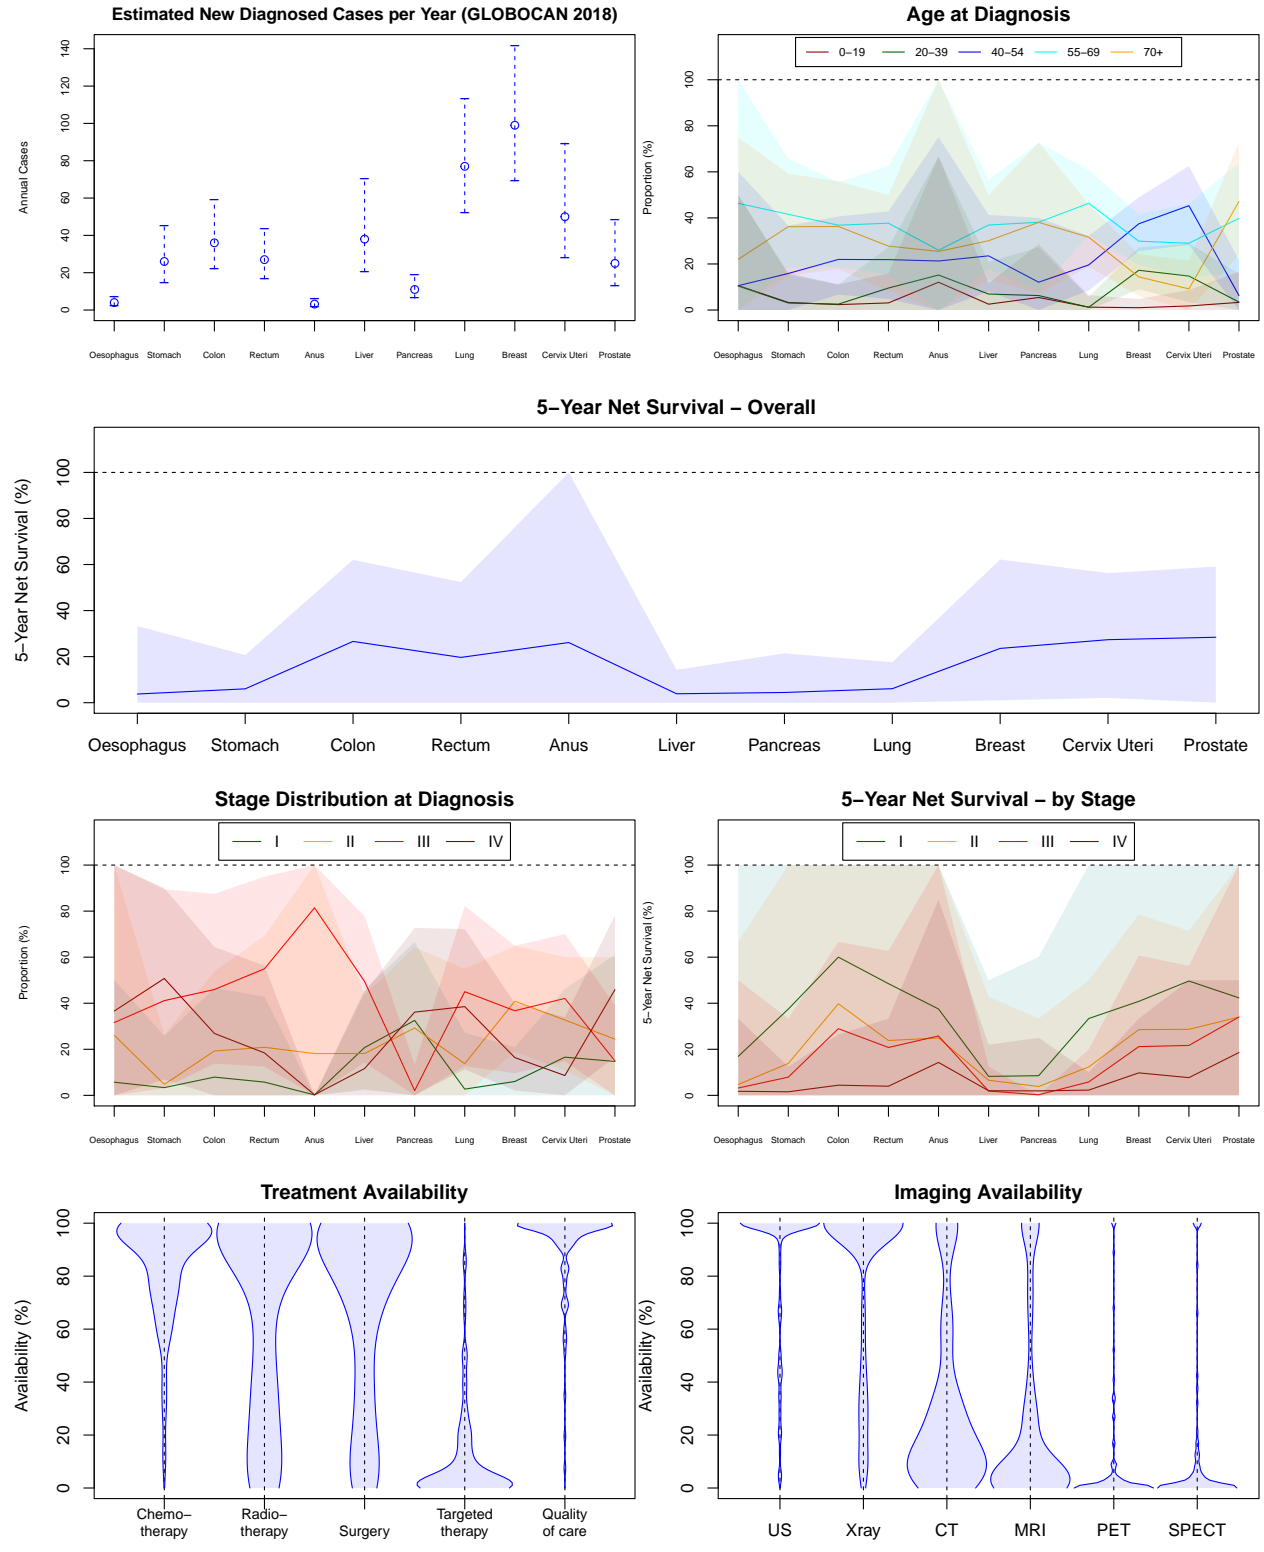 Estimated New Diagnosed Cases per Year (GLOBOCAN 2018)
Annual Cases
0 20 40 60 80 100 120 140
Oesophagus Stomach Colon Rectum Anus Liver Pancreas Lung Breast Cervix Uteri Prostate
Age at Diagnosis
0–19 20–39 40–54 55–69 70+
Proportion (%)
0 20 40 60 80 100
Oesophagus Stomach Colon Rectum Anus Liver Pancreas Lung Breast Cervix Uteri Prostate
5–Year Net Survival – Overall
5–Year Net Survival (%)
0 20 40 60 80 100
Oesophagus Stomach Colon Rectum Anus Liver Pancreas Lung Breast Cervix Uteri Prostate
Stage Distribution at Diagnosis
I II III IV
Proportion (%)
0 20 40 60 80 100
Oesophagus Stomach Colon Rectum Anus Liver Pancreas Lung Breast Cervix Uteri Prostate
5–Year Net Survival – by Stage
I II III IV
5–Year Net Survival (%)
0 20 40 60 80 100
Oesophagus Stomach Colon Rectum Anus Liver Pancreas Lung Breast Cervix Uteri Prostate
Treatment Availability
Availability (%)
0 20 40 60 80 100
Chemo– Radio– Targeted Quality
therapy therapy Surgery therapy of care
Imaging Availability
Availability (%)
0 20 40 60 80 100
US Xray CT MRI PET SPECT